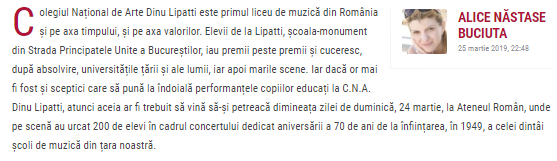 Colegiul Național de Arte Dinu Lipatti este primul liceu de muzică din România
și pe axa timpului, și pe axa valorilor. Elevii de la Lipatti, școala-monument
din Strada Principatele Unite a Bucureștilor, iau premii peste premii și cuceresc,
după absolvire, universitățile țării și ale lumii, iar apoi marile scene. Iar dacă or mai
fi fost și sceptici care să pună la îndoială performanțele copiilor educați la C.N.A.
Dinu Lipatti, atunci aceia ar fi trebuit să vină să-și petreacă dimineața zilei de duminică, 24 martie, la Ateneul Român, unde
pe scenă au urcat 200 de elevi în cadrul concertului dedicat aniversării a 70 de ani de la înființarea, în 1949, a celei dintâi
școli de muzică din țara noastră.
ALICE NĂSTASE
BUCIUTA
25 martie 2019, 22:48